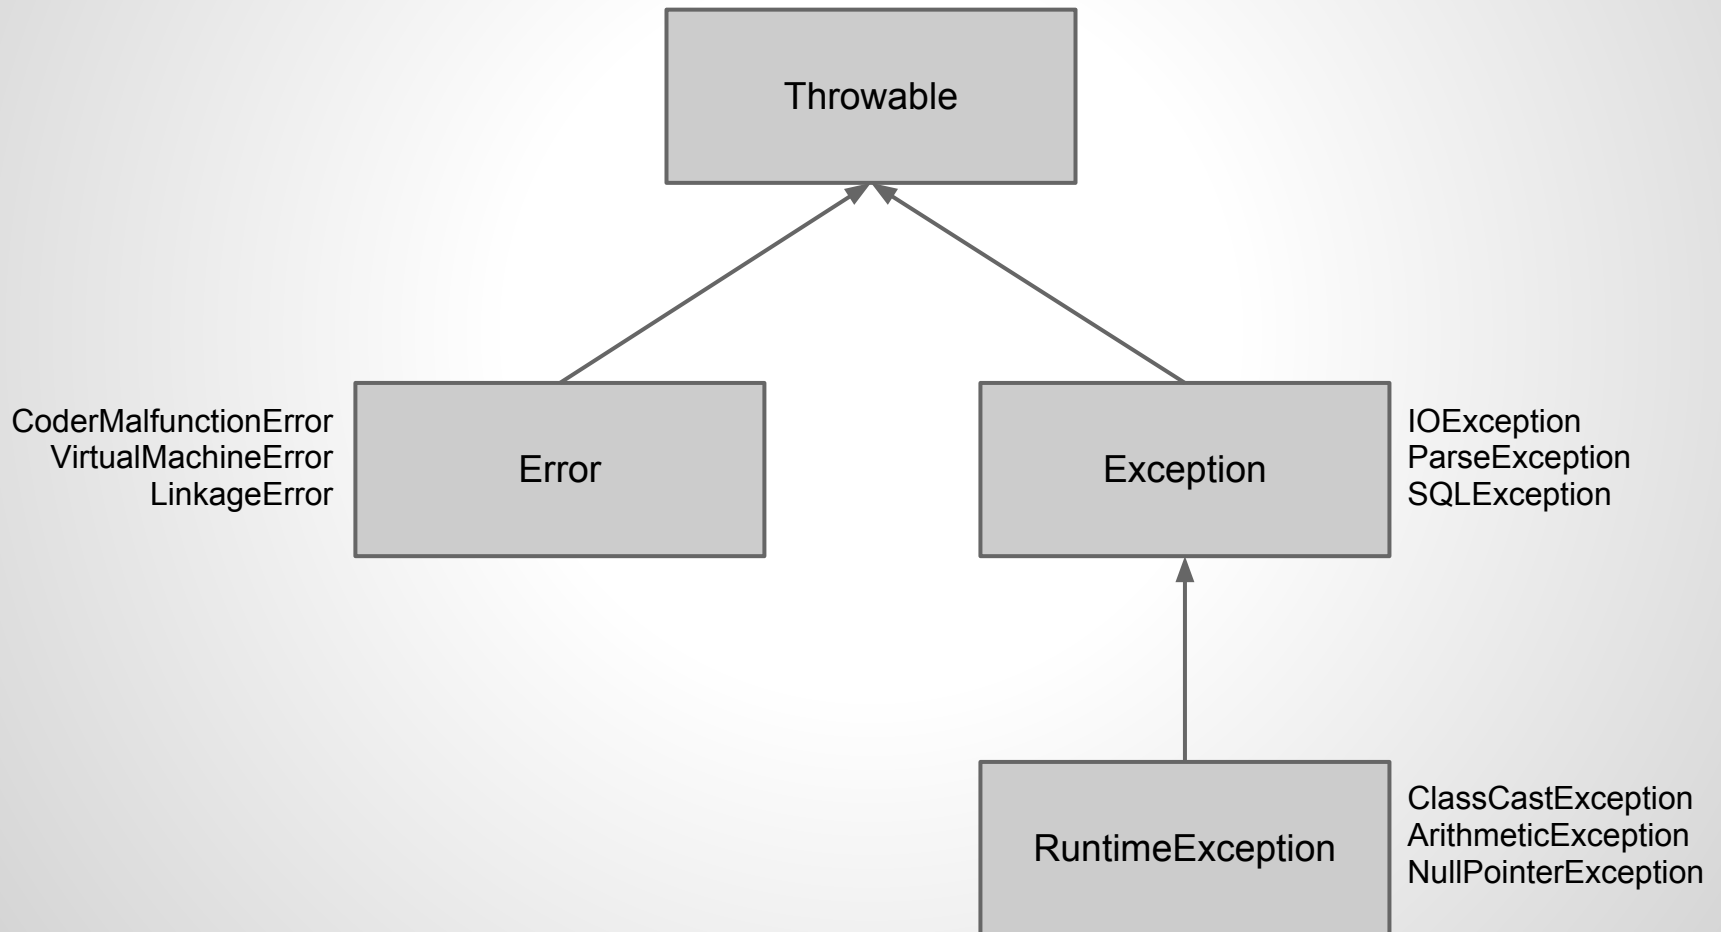 Throwable
CoderMalfunctionError
VirtualMachineError
LinkageError
Error
Exception
IOException
ParseException
SQLException
RuntimeException
ClassCastException
ArithmeticException
NullPointerException